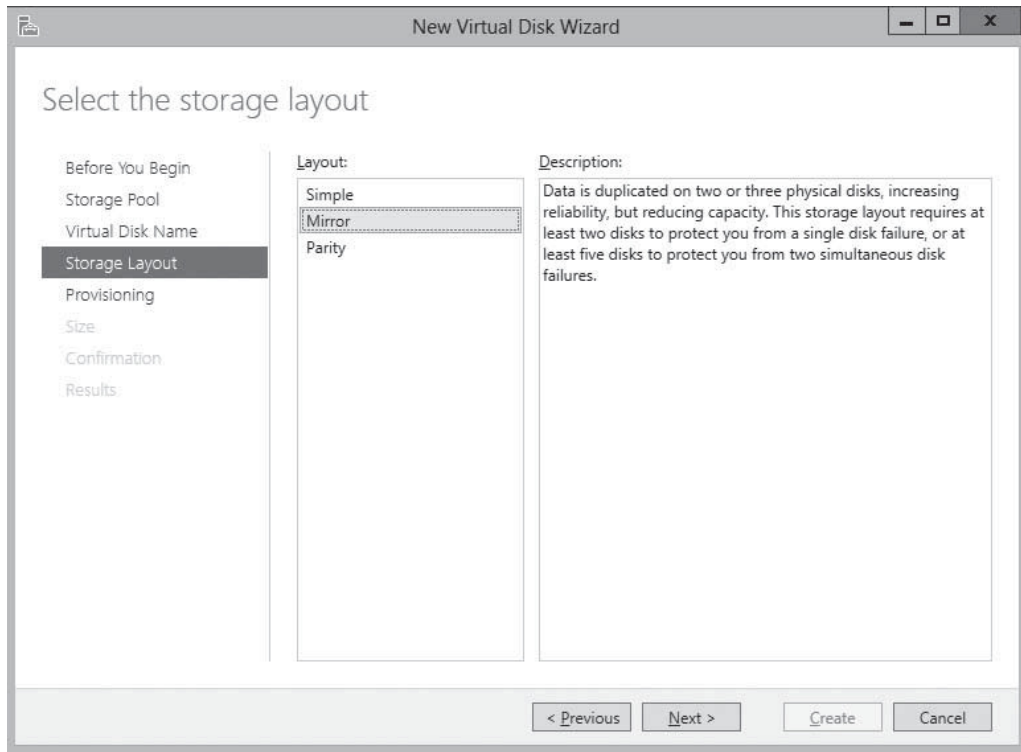 New Virtual Disk Wizard
Select the storage layout
Before You Begin
Storage Pool
Virtual Disk Name
Storage Layout
Provisioning
Size
Confirmation
Results
Layout:
Simple
Mirror
Parity
Description:
Data is duplicated on two or three physical disks, increasing
reliability, but reducing capacity. This storage layout requires at
least two disks to protect you from a single disk failure, or at
least five disks to protect you from two simultaneous disk
failures.
< Previous
Next >
Create
Cancel